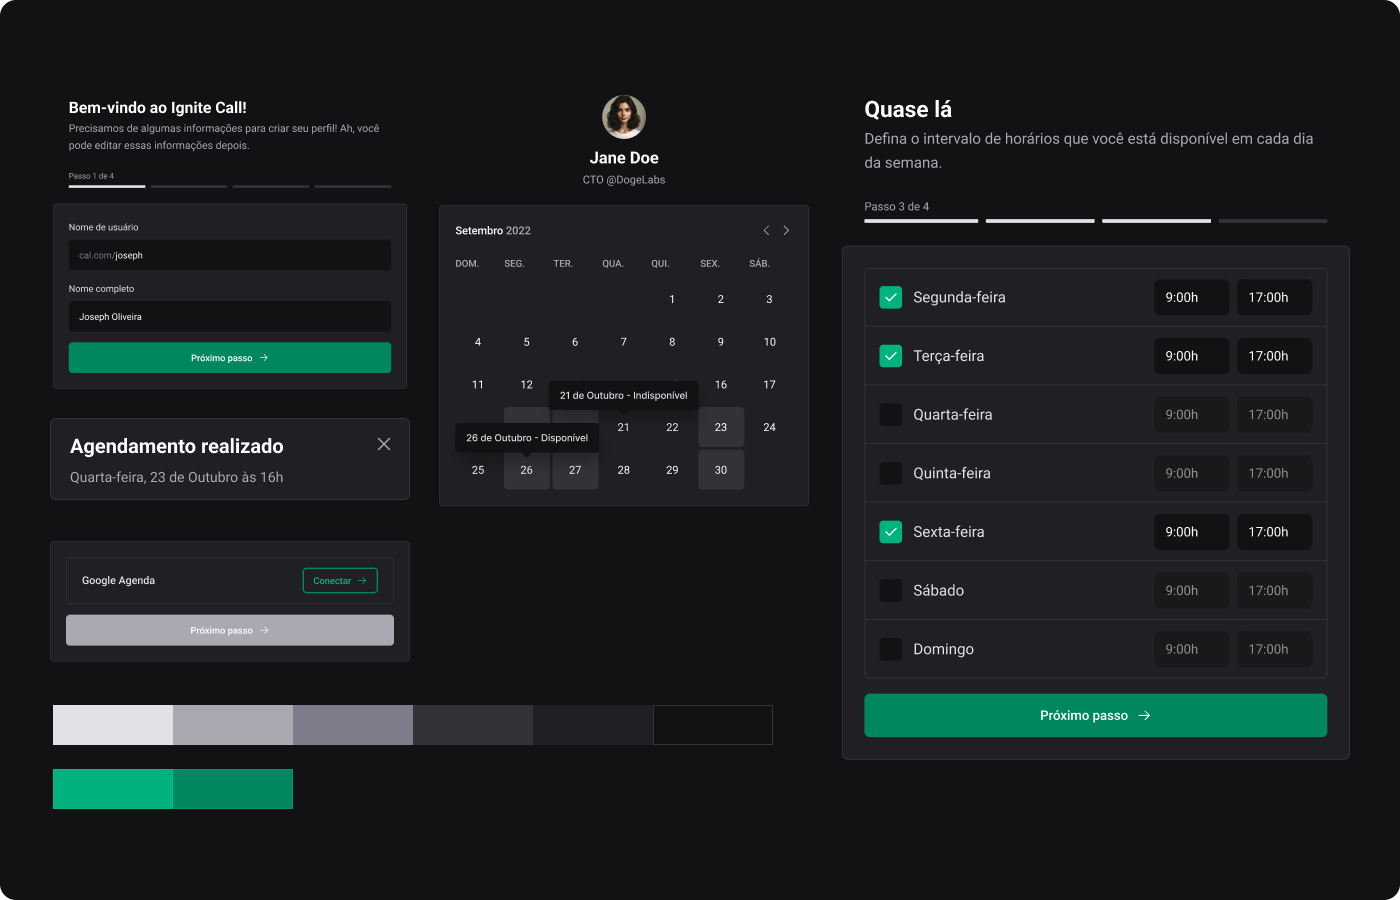 Bem-vindo ao Ignite Call!
Precisamos de algumas informações para criar seu perfil! Ah, você
pode editar essas informações depois.
Passo 1 de 4
Nome de usuário
cal.com/joseph
Nome completo
Joseph Oliveira
Próximo passo
Agendamento realizado
Quarta-feira, 23 de Outubro às 16h
Google Agenda
Conectar
Próximo passo
Jane Doe
CTO @DogeLabs
Setembro 2022
DOM. SEG. TER. QUA. QUI. SEX. SÁB.
1 2 3
4 5 6 7 8 9 10
11 12 16 17
21 de Outubro - Indisponível
21 22 23 24
26 de Outubro - Disponível
25 26 27 28 29 30
Quase lá
Defina o intervalo de horários que você está disponível em cada dia
da semana.
Passo 3 de 4
Segunda-feira 9:00h 17:00h
Terça-feira 9:00h 17:00h
Quarta-feira 9:00h 17:00h
Quinta-feira 9:00h 17:00h
Sexta-feira 9:00h 17:00h
Sábado 9:00h 17:00h
Domingo 9:00h 17:00h
Próximo passo